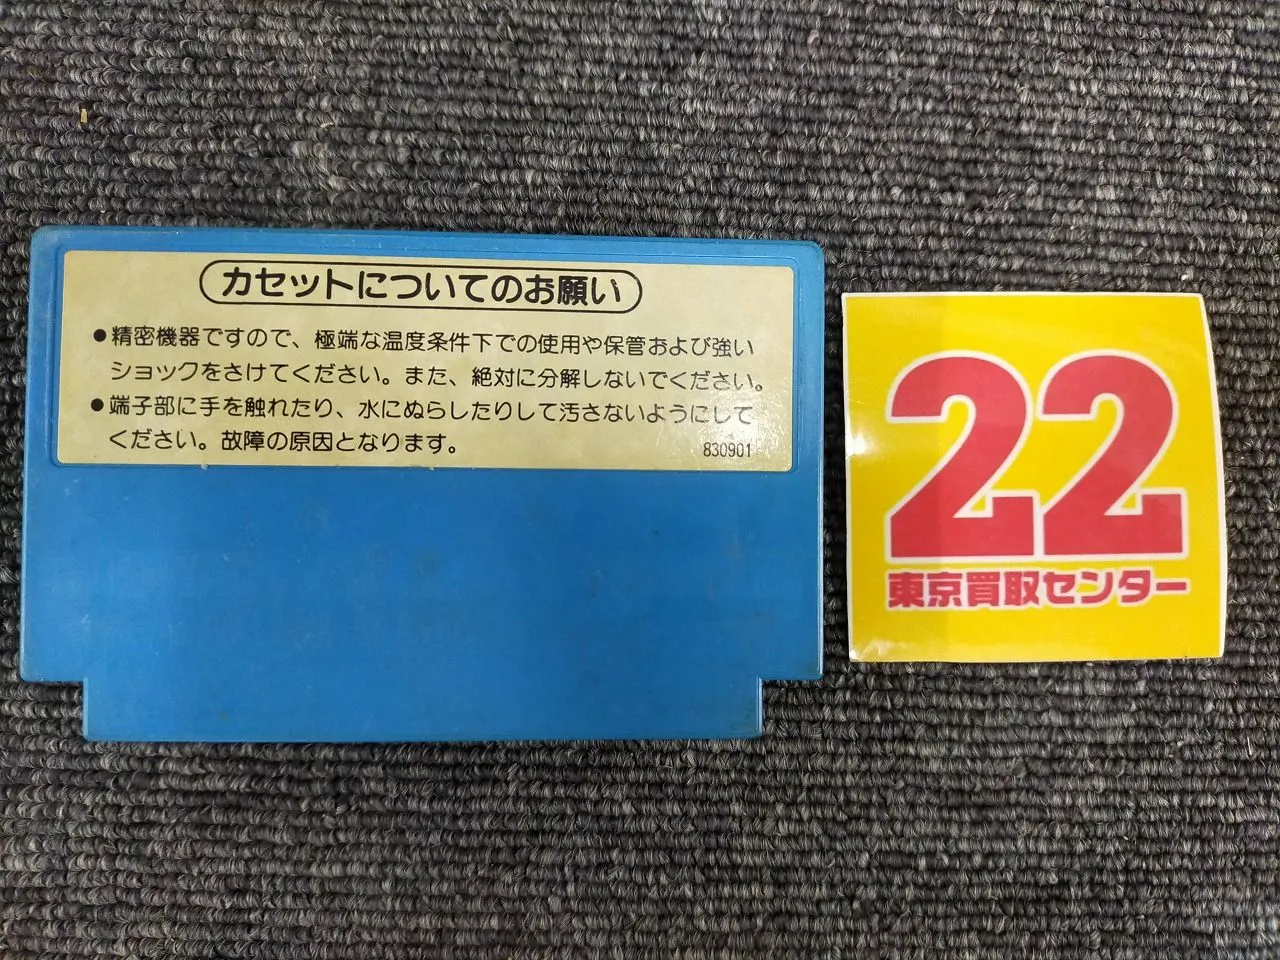 カセットについてのお願い
●精密機器ですので、極端な温度条件下での使用や保管および強い
ショックをさけてください。また、絶対に分解しないでください。
●端子部に手を触れたり、水にぬらしたりして汚さないようにして
ください。故障の原因となります。
830901
22
東京買取センター